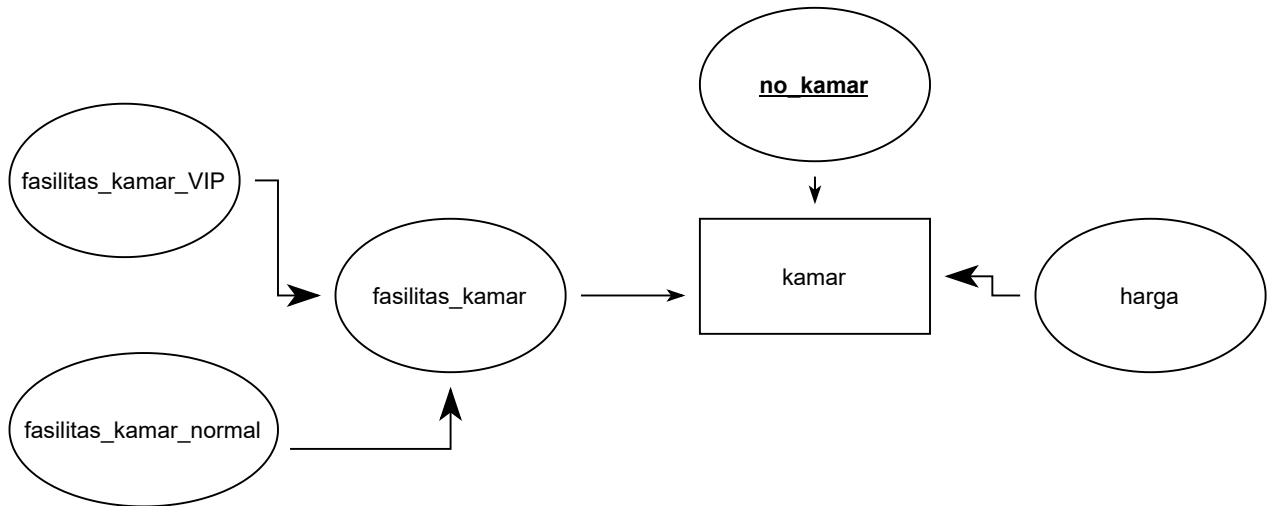 no_kamar
fasilitas_kamar_VIP
kamar
fasilitas_kamar
harga
fasilitas_kamar_normal